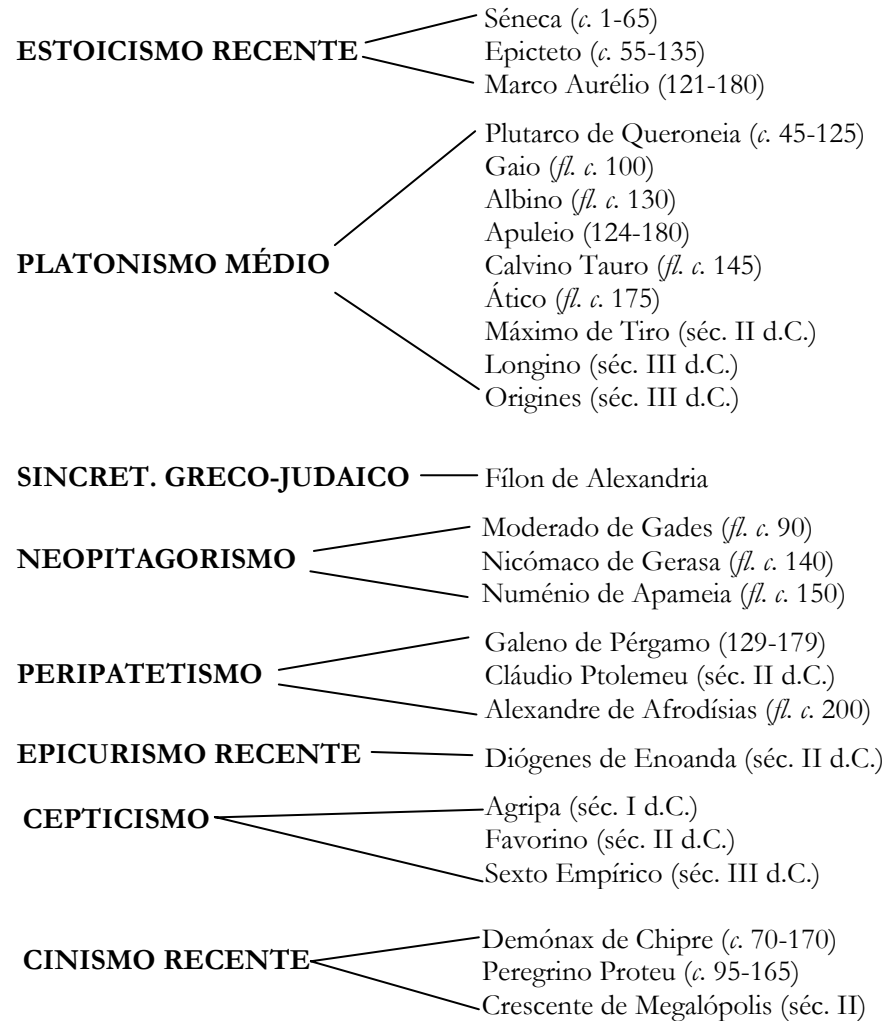 Séneca (c. 1-65)
ESTOICISMO RECENTE
Epicteto (c. 55-135)
Marco Aurélio (121-180)
Plutarco de Queroneia (c. 45-125)
Gaio (fl. c. 100)
Albino (fl. c. 130)
Apuleio (124-180)
PLATONISMO MÉDIO
Calvino Tauro (fl. c. 145)
Ático (fl. c. 175)
Máximo de Tiro (séc. II d.C.)
Longino (séc. III d.C.)
Origines (séc. III d.C.)
SINCRET. GRECO-JUDAICO
Fílon de Alexandria
Moderado de Gades (fl. c. 90)
NEOPITAGORISMO
Nicómaco de Gerasa (fl. c. 140)
Numénio de Apameia (fl. c. 150)
Galeno de Pérgamo (129-179)
PERIPATETISMO
Cláudio Ptolemeu (séc. II d.C.)
Alexandre de Afrodísias (fl. c. 200)
EPICURISMO RECENTE
Diógenes de Enoanda (séc. II d.C.)
Agripa (séc. I d.C.)
CEPTICISMO
Favorino (séc. II d.C.)
Sexto Empírico (séc. III d.C.)
Demónax de Chipre (c. 70-170)
CINISMO RECENTE
Peregrino Proteu (c. 95-165)
Crescente de Megalópolis (séc. II)